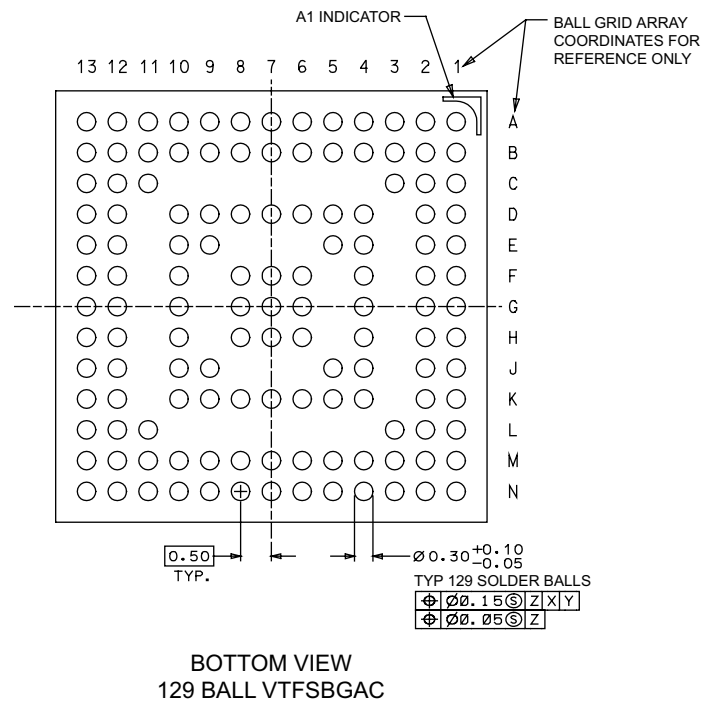 A1 INDICATOR
BALL GRID ARRAY
COORDINATES FOR
REFERENCE ONLY
13 12 11 10 9 8 7 6 5 4 3 2 1
A
B
C
D
E
F
G
H
J
K
L
M
N
0.50
TYP.
Ø0.30 +0.10
-0.05
TYP 129 SOLDER BALLS
⌖ Ø0.15Ⓢ Z X Y
⌖ Ø0.05Ⓢ Z
BOTTOM VIEW
129 BALL VTFSBGAC